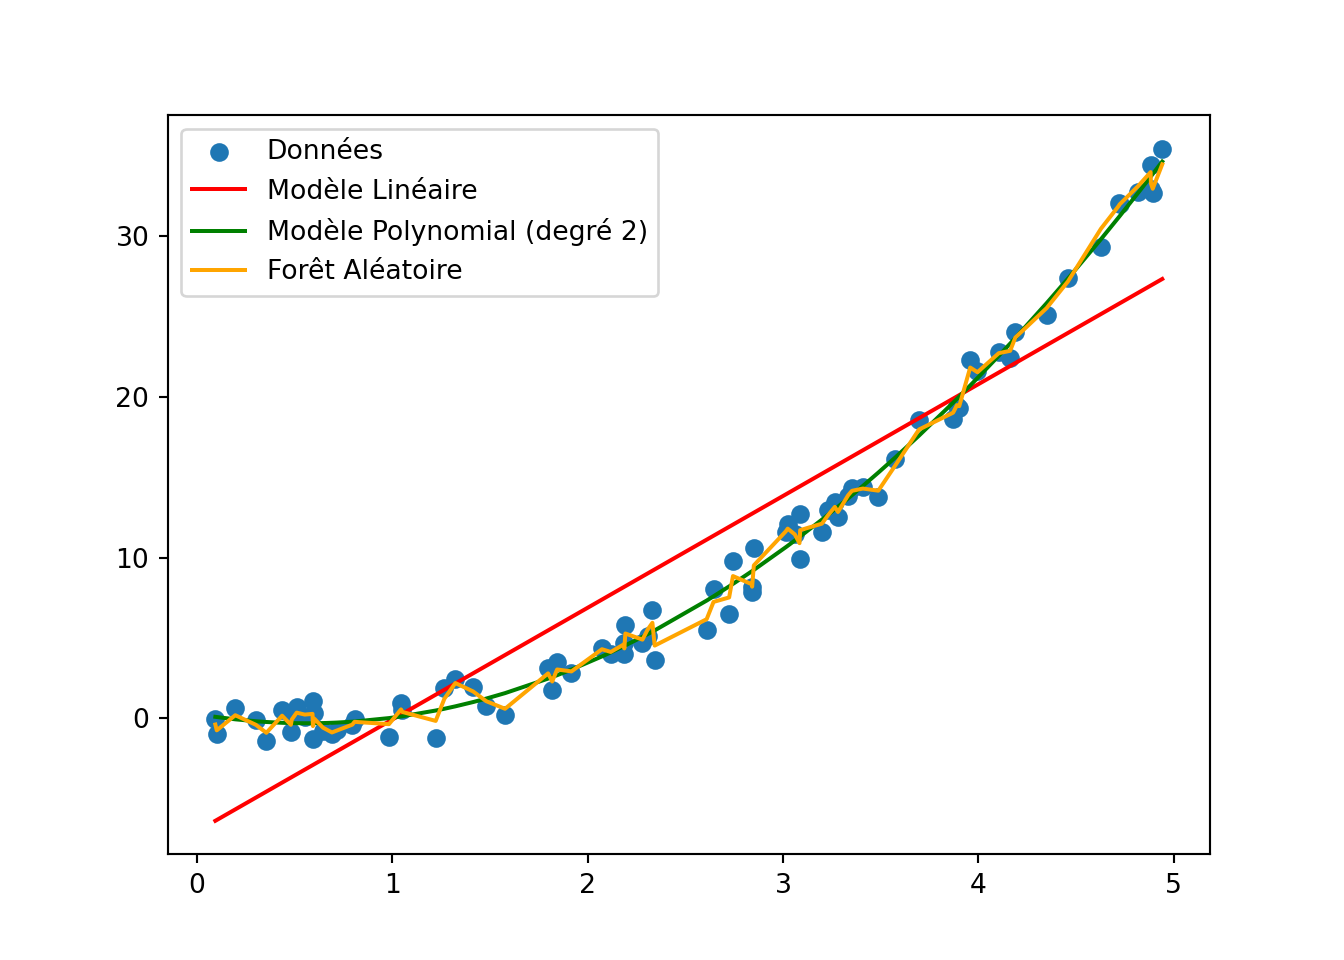 Données
Modèle Linéaire
Modèle Polynomial (degré 2)
Forêt Aléatoire
30
20
10
0
0 1 2 3 4 5